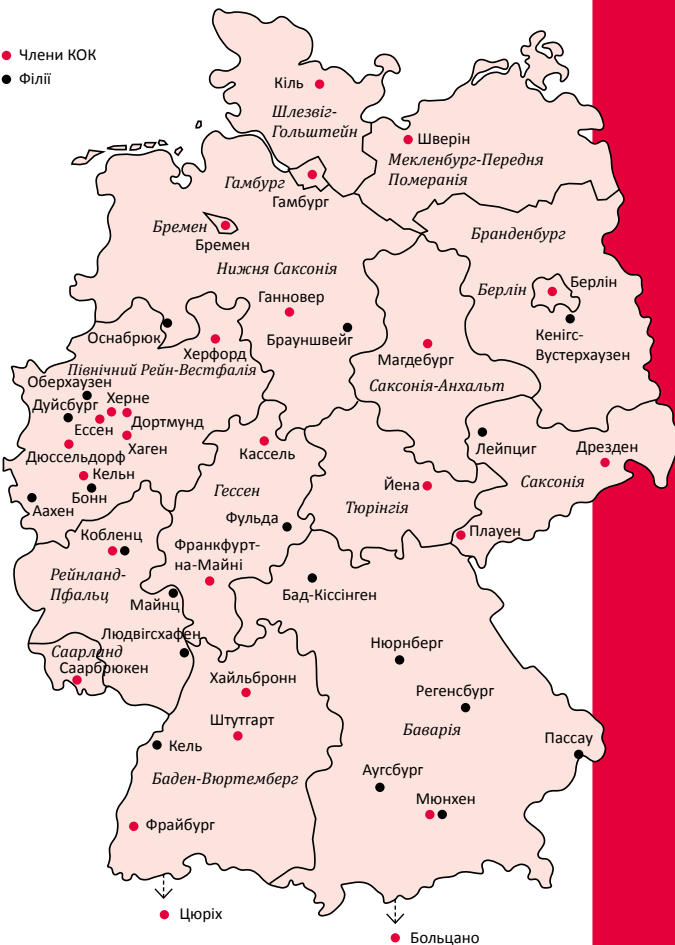 Члени КОК
Філії
Кіль
Шлезвіг-
Гольштейн
Шверін
Мекленбург-Передня
Померанія
Гамбург
Гамбург
Бремен
Бремен
Бранденбург
Нижня Саксонія
Берлін
Берлін
Ганновер
Оснабрюк
Брауншвейг
Кенігс-
Вустерхаузен
Херфорд
Магдебург
Північний Рейн-Вестфалія
Саксонія-Анхальт
Оберхаузен
Херне
Дуйсбург
Дортмунд
Ессен
Хаген
Дюссельдорф
Кассель
Лейпциг
Дрезден
Кельн
Бонн
Гессен
Йена
Саксонія
Аахен
Тюрінгія
Фульда
Кобленц
Плауен
Франкфурт-
на-Майні
Рейнланд-
Пфальц
Бад-Кіссінген
Майнц
Людвігсхафен
Саарланд
Саарбрюкен
Нюрнберг
Хайльбронн
Регенсбург
Штутгарт
Баварія
Кель
Пассау
Баден-Вюртемберг
Аугсбург
Мюнхен
Фрайбург
Цюріх
Больцано